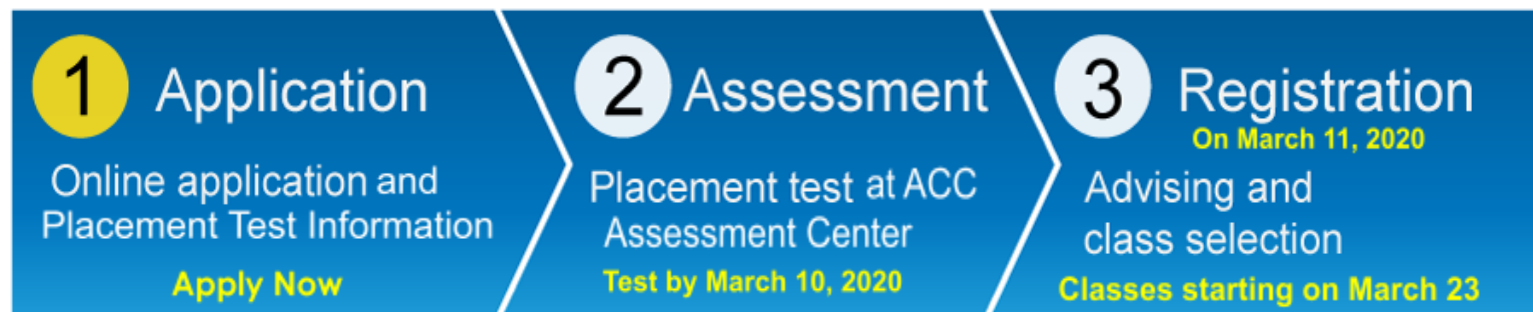 1 Application
Online application and
Placement Test Information
Apply Now
2 Assessment
Placement test at ACC
Assessment Center
Test by March 10, 2020
3 Registration
On March 11, 2020
Advising and
class selection
Classes starting on March 23